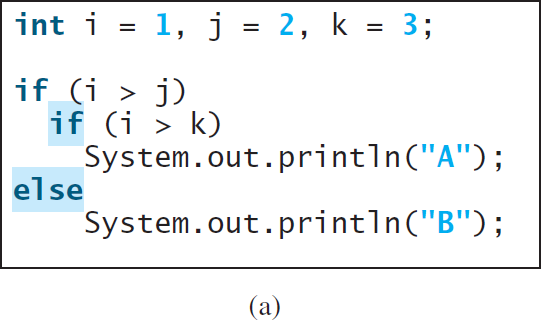 int i = 1, j = 2, k = 3;
if (i > j)
if (i > k)
System.out.println("A");
else
System.out.println("B");
(a)